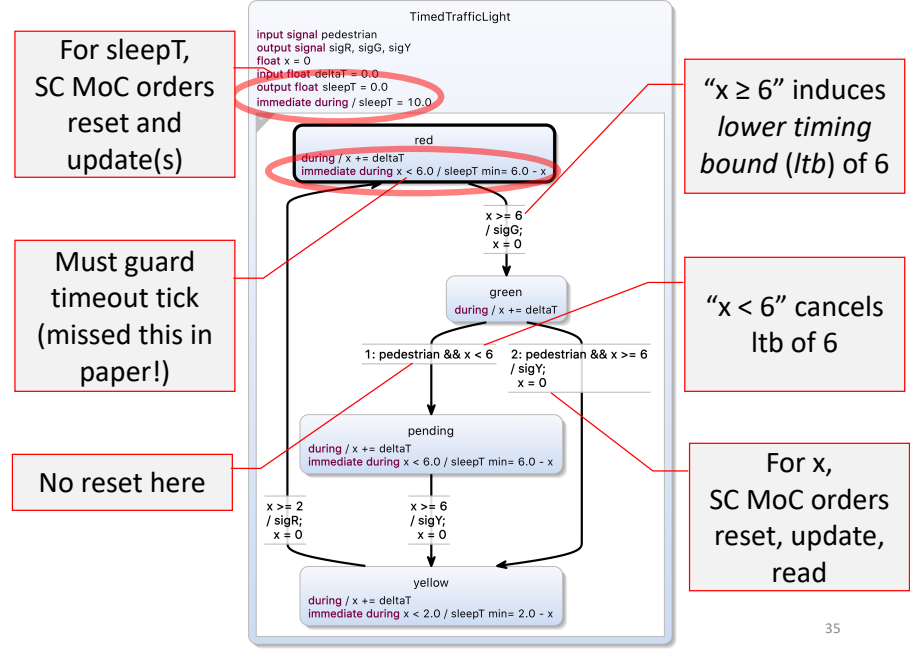 TimedTrafficLight
input signal pedestrian
output signal sigR, sigG, sigY
float x = 0
input float deltaT = 0.0
output float sleepT = 0.0
immediate during / sleepT = 10.0
For sleepT,
SC MoC orders
reset and
update(s)
"x ≥ 6" induces
lower timing
bound (ltb) of 6
red
during / x += deltaT
immediate during x < 6.0 / sleepT min= 6.0 - x
x >= 6
/ sigG;
x = 0
Must guard
timeout tick
(missed this in
paper!)
green
during / x += deltaT
"x < 6" cancels
ltb of 6
1: pedestrian && x < 6
2: pedestrian && x >= 6
/ sigY;
x = 0
pending
during / x += deltaT
immediate during x < 6.0 / sleepT min= 6.0 - x
No reset here
For x,
SC MoC orders
reset, update,
read
x >= 2
/ sigR;
x = 0
x >= 6
/ sigY;
x = 0
yellow
during / x += deltaT
immediate during x < 2.0 / sleepT min= 2.0 - x
35